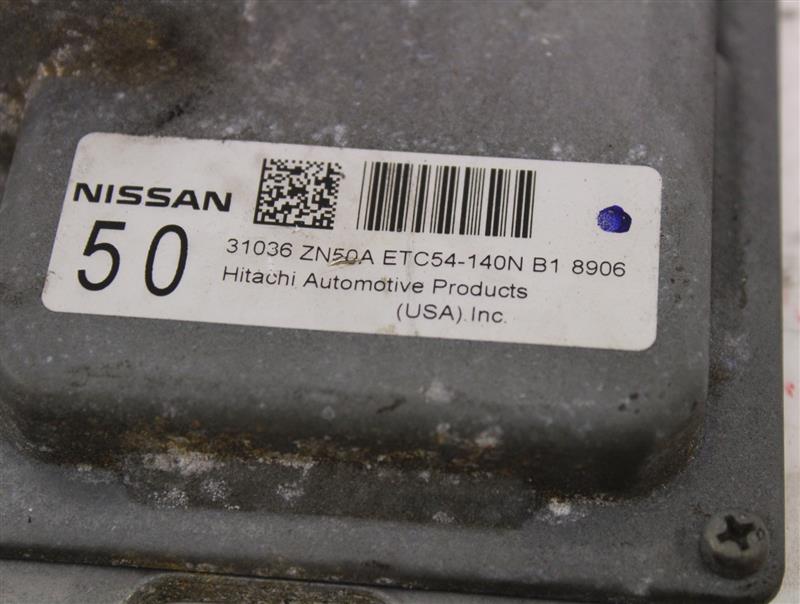 NISSAN
50
31036 ZN50A ETC54-140N B1 8906
Hitachi Automotive Products
(USA).Inc.